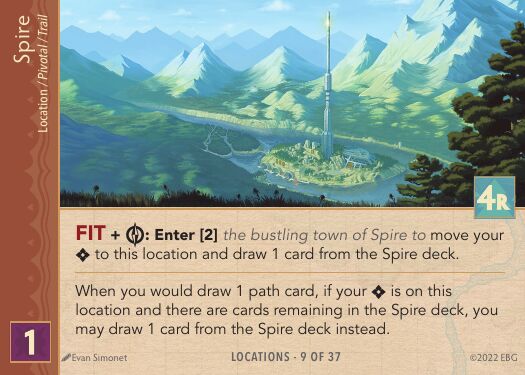 Spire
Location / Pivotal / Trail
4R
FIT + : Enter [2] the bustling town of Spire to move your
to this location and draw 1 card from the Spire deck.
When you would draw 1 path card, if your is on this
location and there are cards remaining in the Spire deck, you
may draw 1 card from the Spire deck instead.
1
Evan Simonet
LOCATIONS - 9 OF 37
©2022 EBG